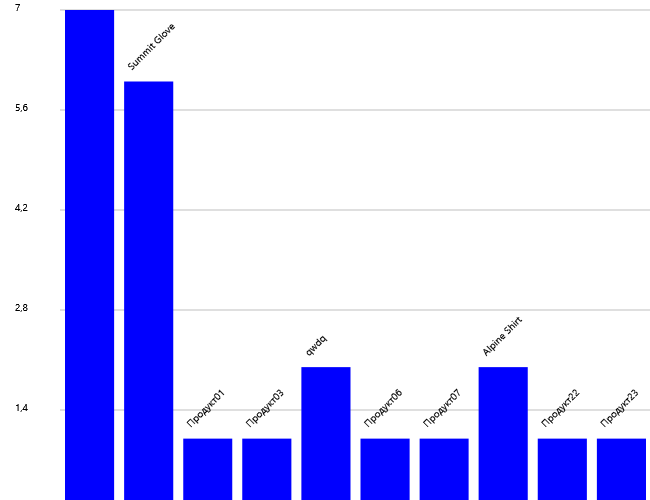 7
5,6
4,2
2,8
1,4
Summit Glove
Продукт01
Продукт03
qwdq
Продукт06
Продукт07
Alpine Shirt
Продукт22
Продукт23